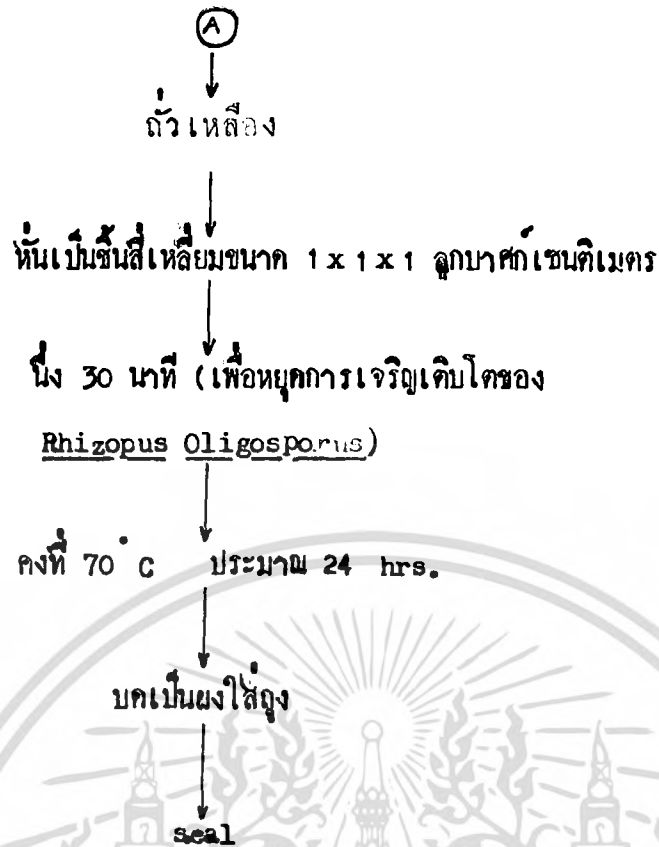 A
ถั่วเหลือง
หั่นเป็นชิ้นสี่เหลี่ยมขนาด 1 x 1 x 1 ลูกบาศก์เซนติเมตร
นึ่ง 30 นาที (เพื่อหยุดการเจริญเติบโตของ
Rhizopus Oligosporus)
คงที่ 70°C ประมาณ 24 hrs.
บดเป็นผงใส่ถุง
seal